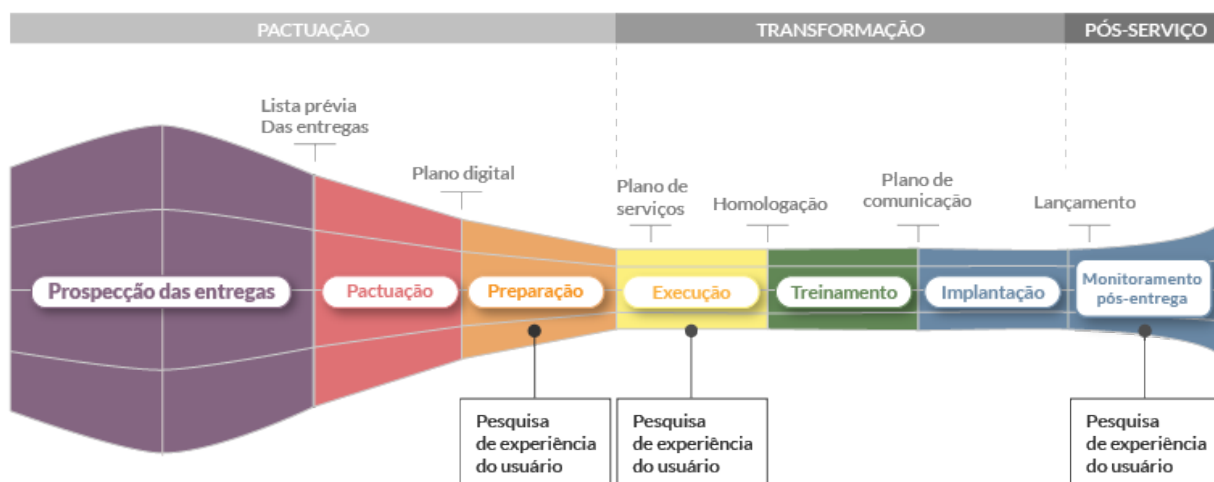 PACTUAÇÃO
TRANSFORMAÇÃO
PÓS-SERVIÇO
Lista prévia
Das entregas
Plano digital
Plano de
serviços
Homologação
Plano de
comunicação
Lançamento
Prospecção das entregas
Pactuação
Preparação
Execução
Treinamento
Implantação
Monitoramento
pós-entrega
Pesquisa
de experiência
do usuário
Pesquisa
de experiência
do usuário
Pesquisa
de experiência
do usuário